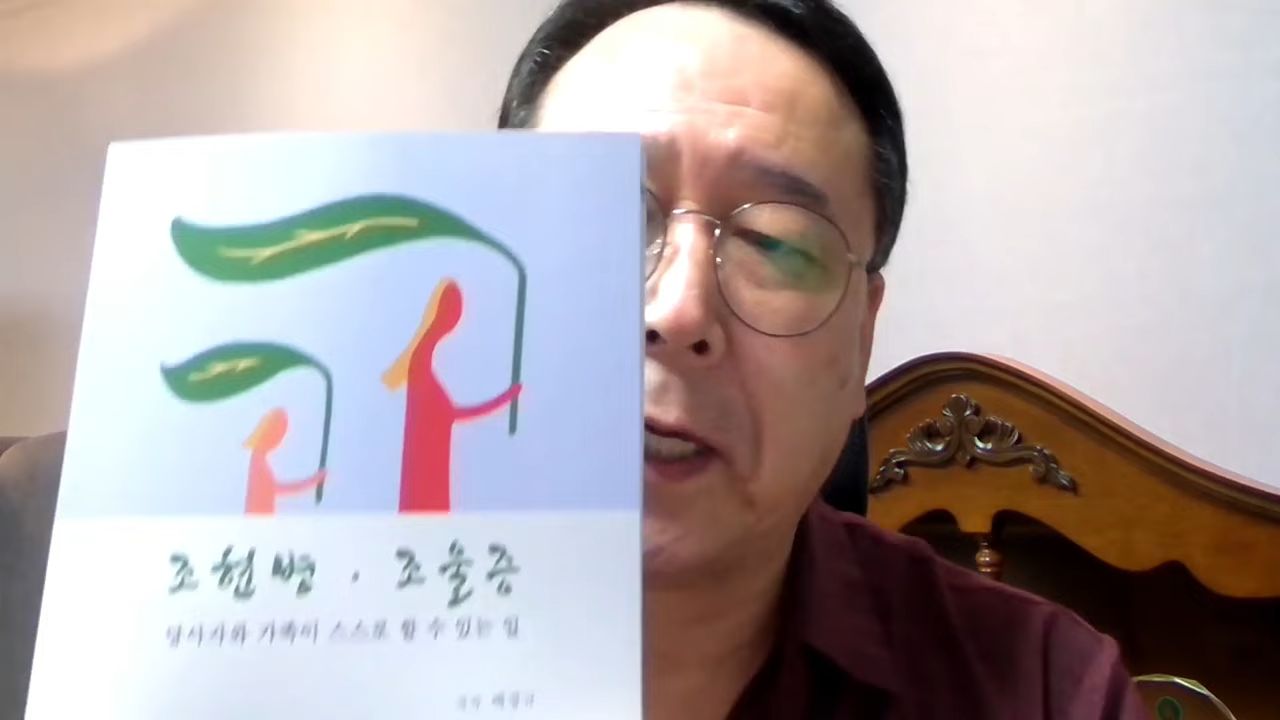 조현병 · 조울증
당사자와 가족이 스스로 할 수 있는 일